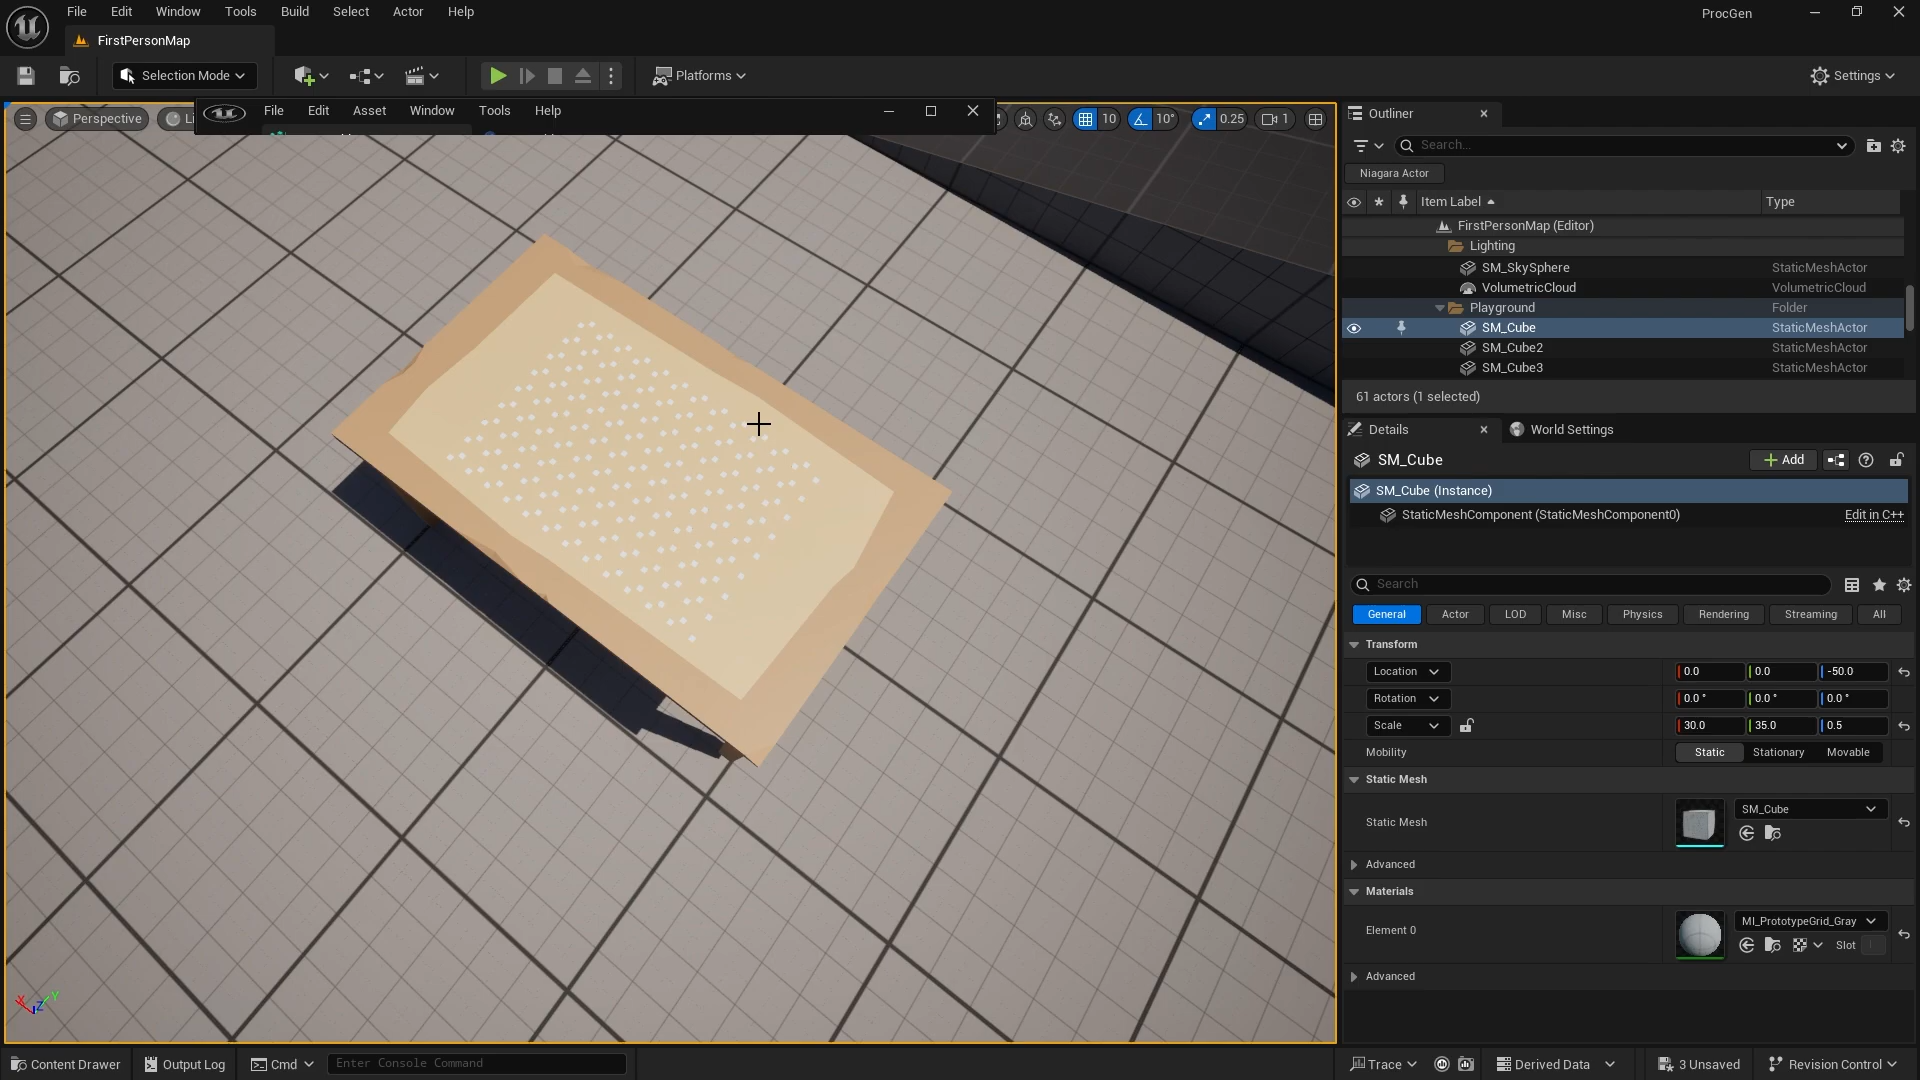 File Edit Window Tools Build Select Actor Help
ProcGen
FirstPersonMap
Selection Mode
Platforms
Settings
Perspective
File Edit Asset Window Tools Help
10 10° 0.25 1
Outliner
Search...
Niagara Actor
Item Label Type
FirstPersonMap (Editor)
Lighting
SM_SkySphere StaticMeshActor
VolumetricCloud VolumetricCloud
Playground Folder
SM_Cube StaticMeshActor
SM_Cube2 StaticMeshActor
SM_Cube3 StaticMeshActor
61 actors (1 selected)
Details World Settings
SM_Cube Add
SM_Cube (Instance)
StaticMeshComponent (StaticMeshComponent0) Edit in C++
Search
General Actor LOD Misc Physics Rendering Streaming All
Transform
Location 0.0 0.0 -50.0
Rotation 0.0 ° 0.0 ° 0.0 °
Scale 30.0 35.0 0.5
Mobility Static Stationary Movable
Static Mesh
Static Mesh SM_Cube
Advanced
Materials
Element 0 MI_PrototypeGrid_Gray
Slot
Advanced
X Z Y
Content Drawer Output Log Cmd Enter Console Command Trace Derived Data 3 Unsaved Revision Control